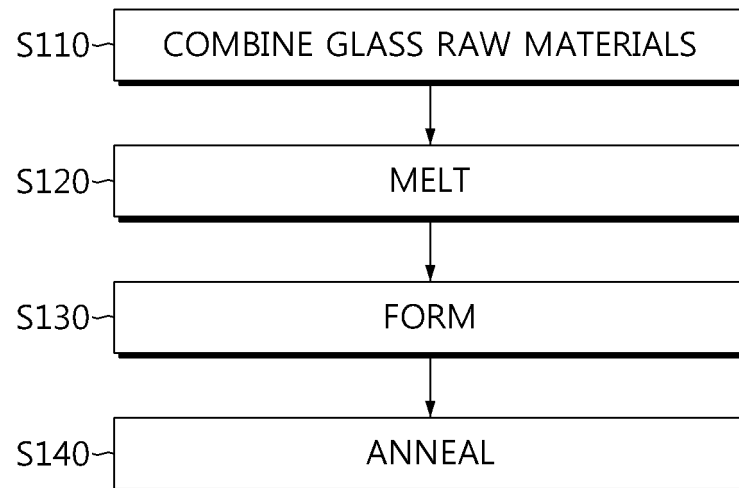 S110 COMBINE GLASS RAW MATERIALS
S120 MELT
S130 FORM
S140 ANNEAL